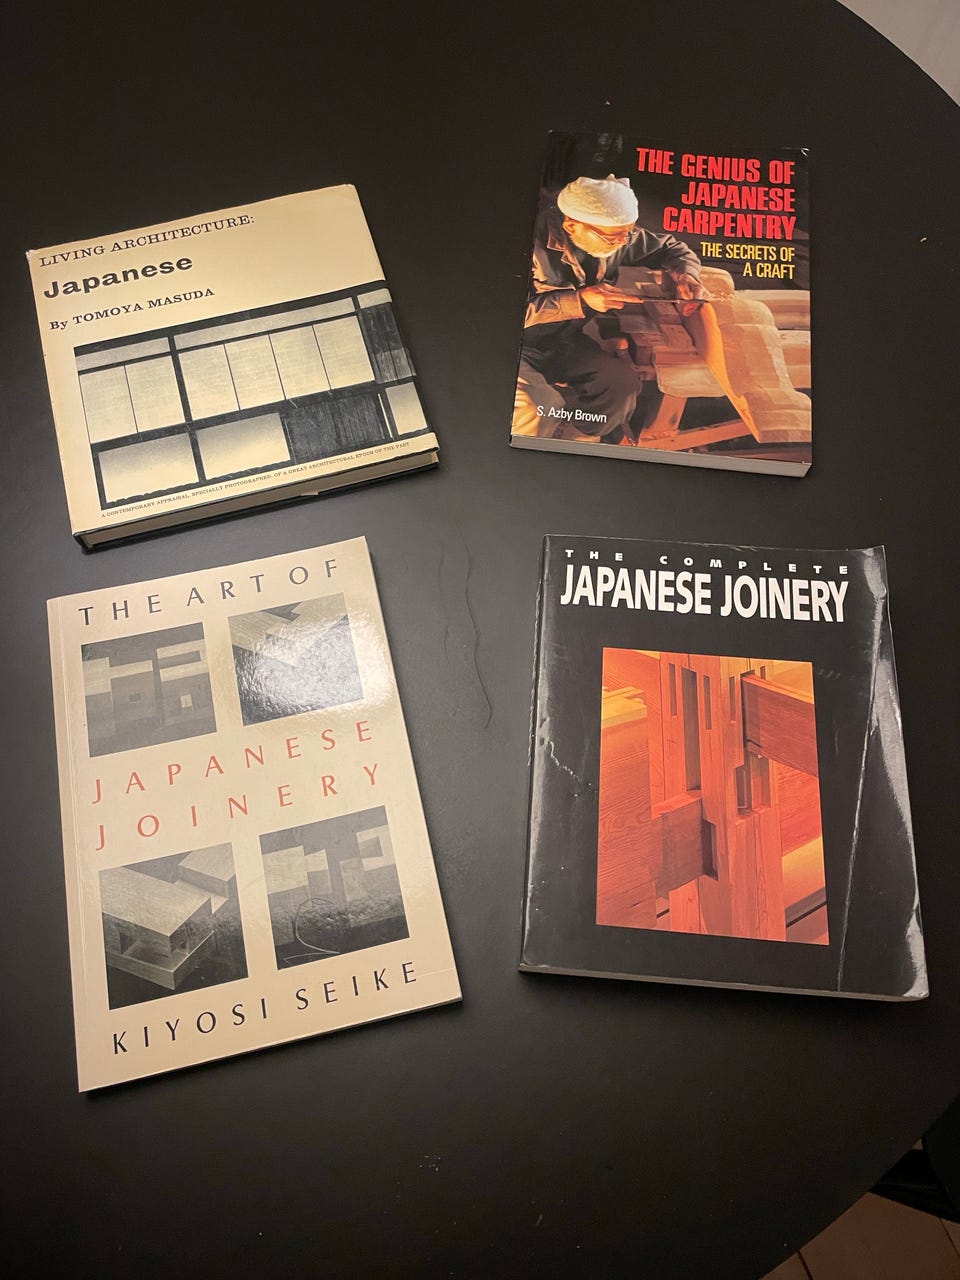 LIVING ARCHITECTURE:
Japanese
By TOMOYA MASUDA
A CONTEMPORARY APPRAISAL, SPECIALLY PHOTOGRAPHED, OF A GREAT ARCHITECTURAL EPOCH OF THE PAST
THE GENIUS OF
JAPANESE
CARPENTRY
THE SECRETS OF
A CRAFT
S. Azby Brown
THE ART OF
JAPANESE
JOINERY
KIYOSI SEIKE
THE COMPLETE
JAPANESE JOINERY